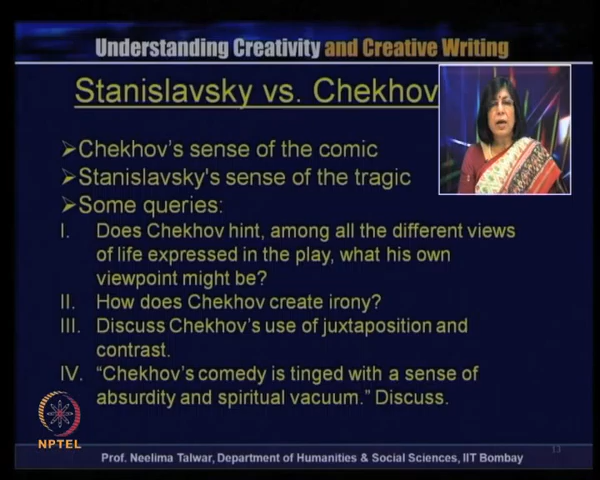 Understanding Creativity and Creative Writing
Stanislavsky vs. Chekhov
➢Chekhov's sense of the comic
➢Stanislavsky's sense of the tragic
➢Some queries:
I. Does Chekhov hint, among all the different views
of life expressed in the play, what his own
viewpoint might be?
II. How does Chekhov create irony?
III. Discuss Chekhov's use of juxtaposition and
contrast.
IV. “Chekhov's comedy is tinged with a sense of
absurdity and spiritual vacuum.” Discuss.
NPTEL
Prof. Neelima Talwar, Department of Humanities & Social Sciences, IIT Bombay
13